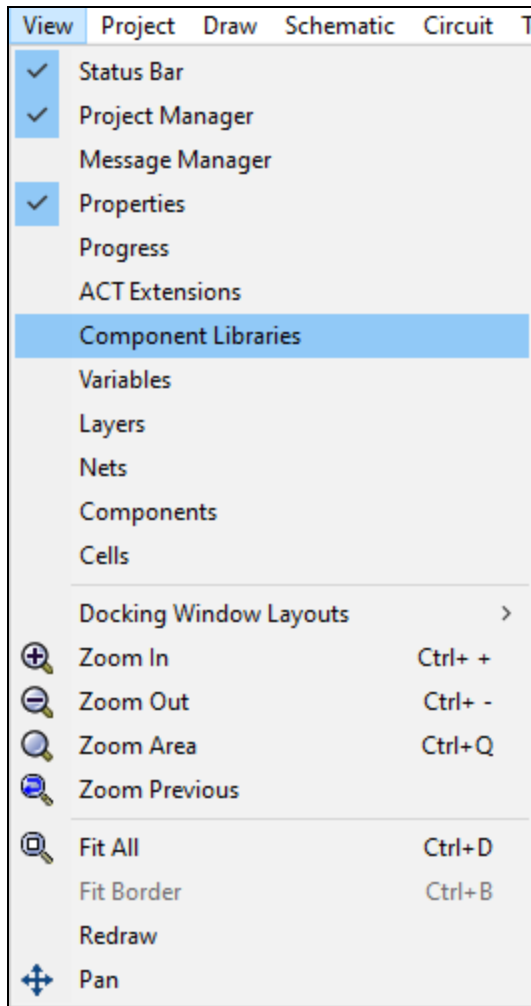 View Project Draw Schematic Circuit T
Status Bar
Project Manager
Message Manager
Properties
Progress
ACT Extensions
Component Libraries
Variables
Layers
Nets
Components
Cells
Docking Window Layouts
Zoom In Ctrl+ +
Zoom Out Ctrl+ -
Zoom Area Ctrl+Q
Zoom Previous
Fit All Ctrl+D
Fit Border Ctrl+B
Redraw
Pan